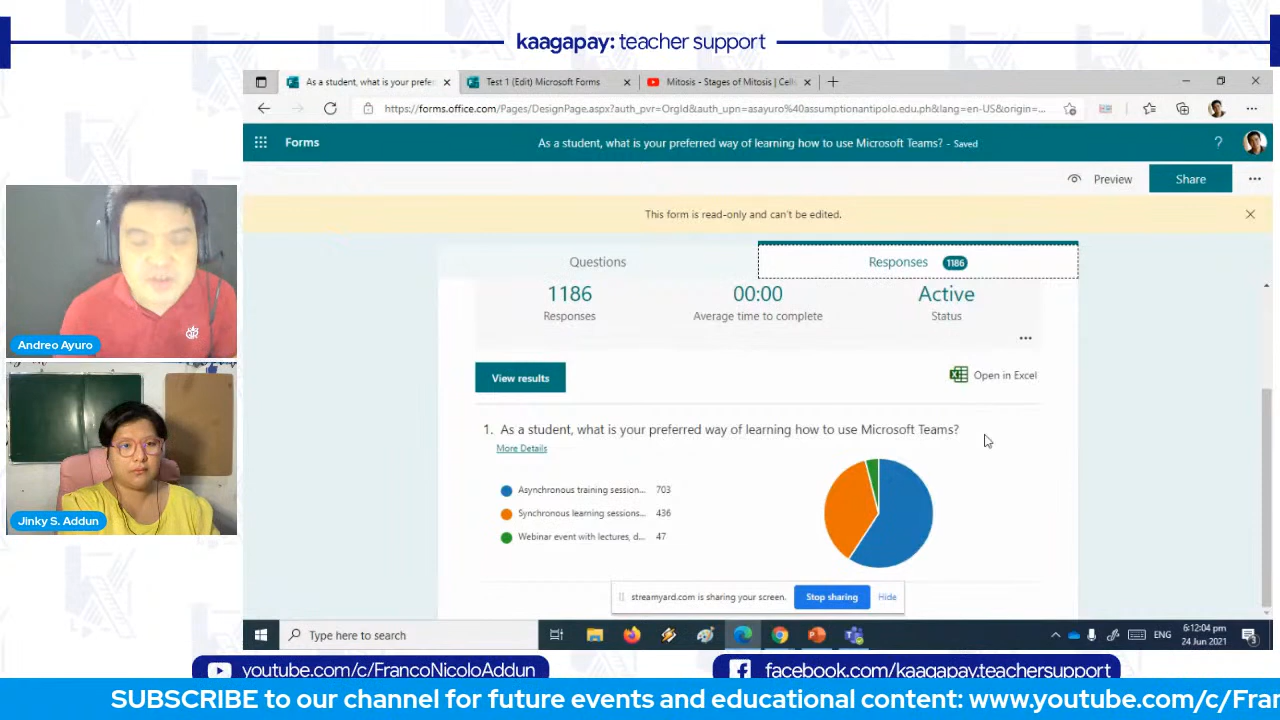 kaagapay: teacher support
As a student, what is your prefe
Test 1 (Edit) Microsoft Forms
Mitosis - Stages of Mitosis | Cell
https://forms.office.com/Pages/DesignPage.aspx?auth_pvr=OrgId&auth_upn=asayuro%40assumptionantipolo.edu.ph&lang=en-US&origin=...
Forms
As a student, what is your preferred way of learning how to use Microsoft Teams? - Saved
?
Preview
Share
This form is read-only and can't be edited.
Questions
Responses 1186
1186
Responses
00:00
Average time to complete
Active
Status
View results
Open in Excel
1. As a student, what is your preferred way of learning how to use Microsoft Teams?
More Details
Asynchronous training session... 703
Synchronous learning sessions... 436
Webinar event with lectures, d... 47
streamyard.com is sharing your screen.
Stop sharing
Hide
Type here to search
ENG
6:12:04 pm
24 Jun 2021
3
Andreo Ayuro
Jinky S. Addun
youtube.com/c/FrancoNicoloAddun
facebook.com/kaagapay.teachersupport
SUBSCRIBE to our channel for future events and educational content: www.youtube.com/c/Fran